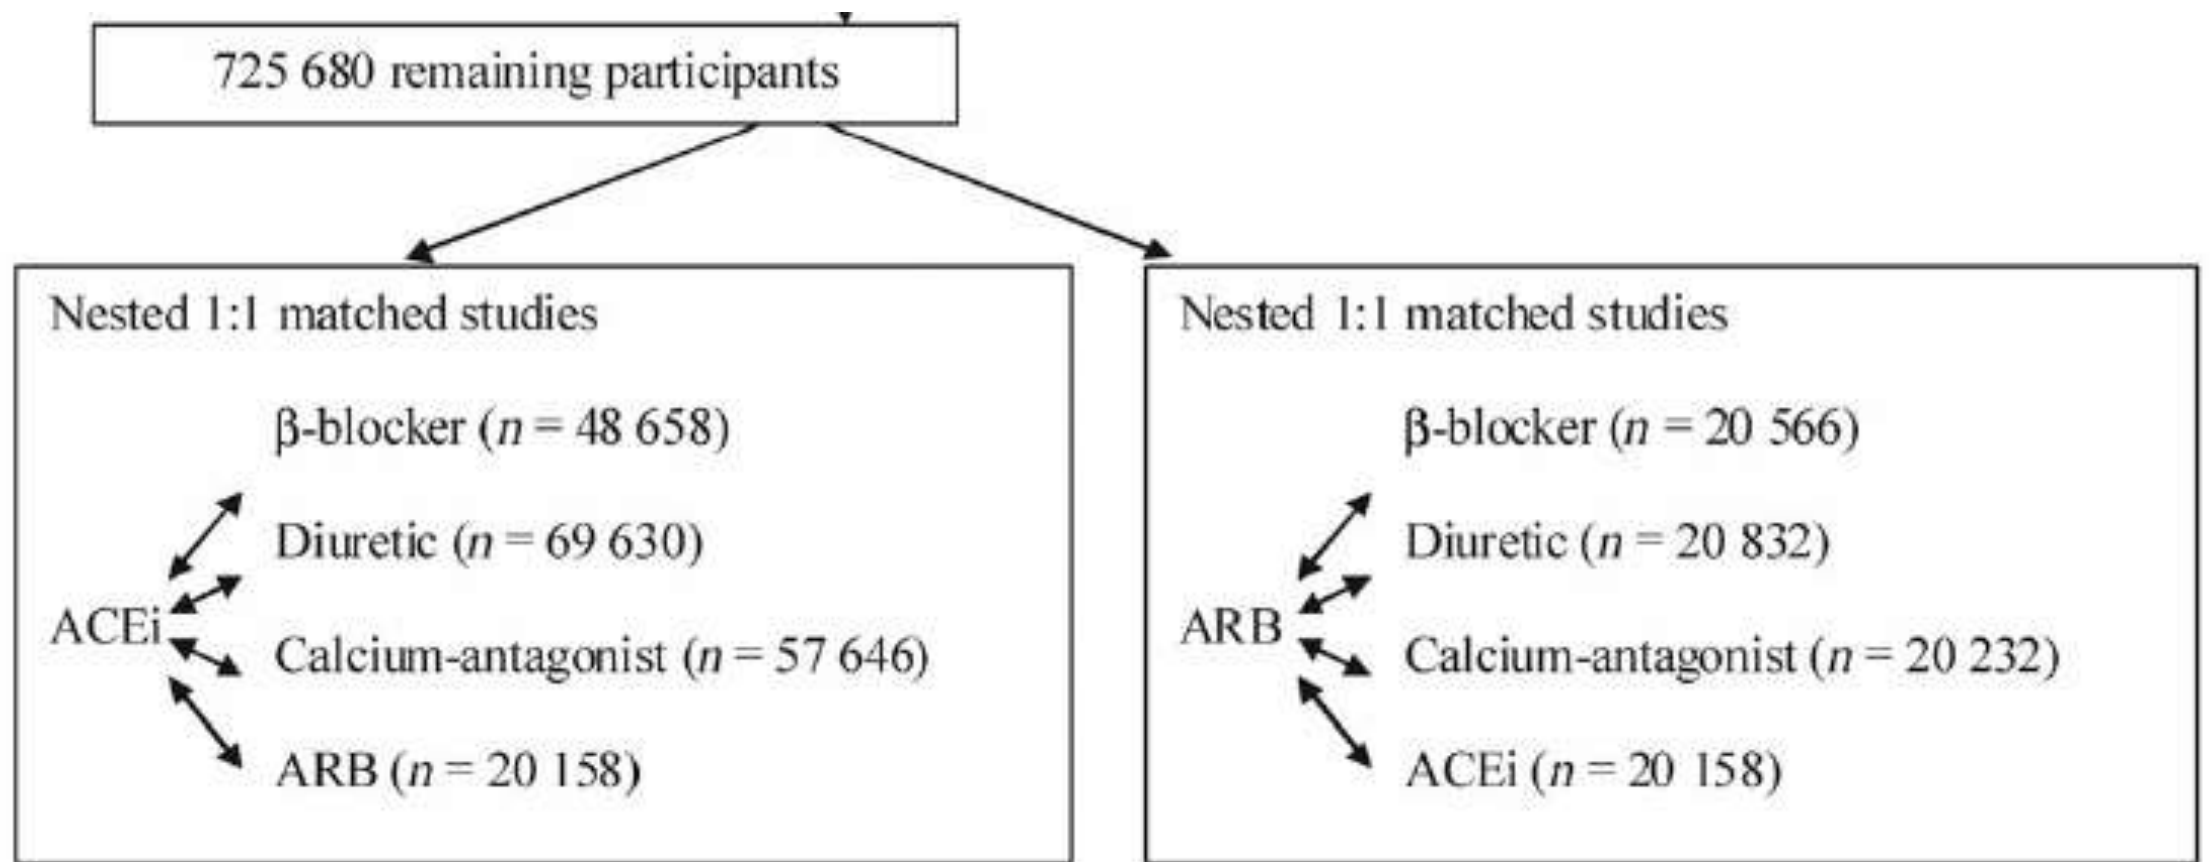 725 680 remaining participants
Nested 1:1 matched studies
β-blocker (n = 48 658)
Diuretic (n = 69 630)
ACEi
Calcium-antagonist (n = 57 646)
ARB (n = 20 158)
Nested 1:1 matched studies
β-blocker (n = 20 566)
Diuretic (n = 20 832)
ARB
Calcium-antagonist (n = 20 232)
ACEi (n = 20 158)